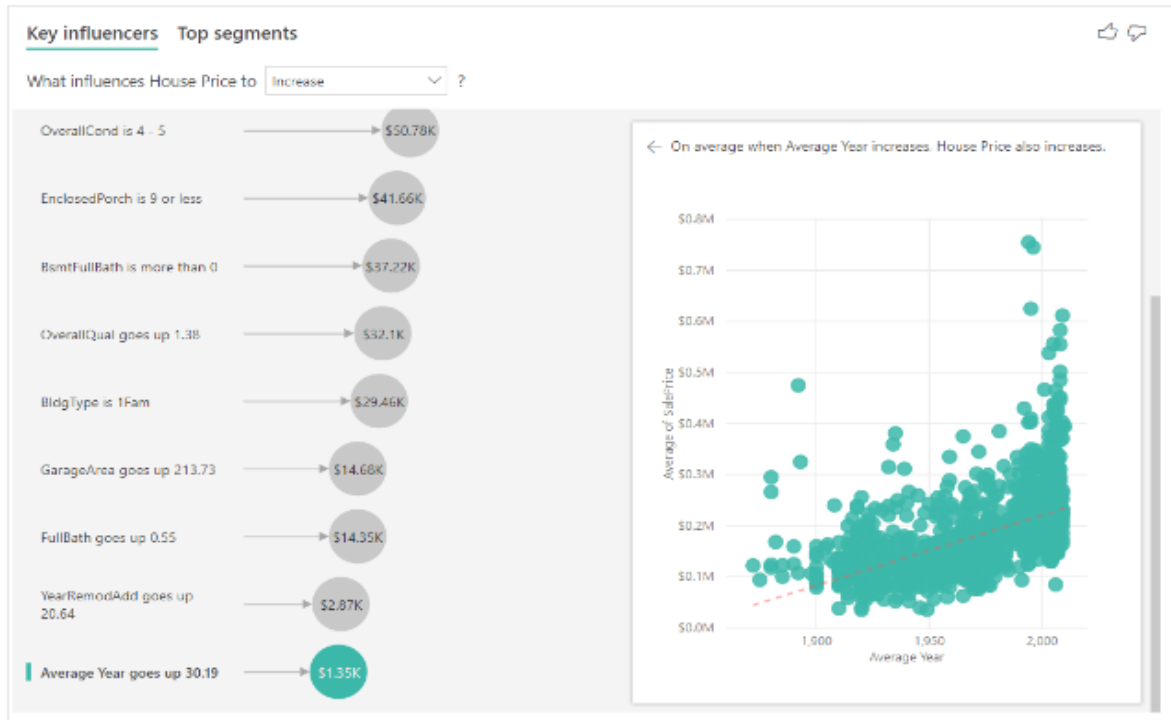 Key influencers Top segments
What influences House Price to Increase ?
OverallCond is 4 - 5 $50.78K
EnclosedPorch is 9 or less $41.66K
BsmtFullBath is more than 0 $37.22K
OverallQual goes up 1.38 $32.1K
BldgType is 1Fam $29.46K
GarageArea goes up 213.73 $14.68K
FullBath goes up 0.55 $14.35K
YearRemodAdd goes up
20.64 $2.87K
Average Year goes up 30.19 $1.35K
On average when Average Year increases, House Price also increases.
$0.8M
$0.7M
$0.6M
$0.5M
$0.4M
$0.3M
$0.2M
$0.1M
$0.0M
Average of SalePrice
1,900 1,950 2,000
Average Year